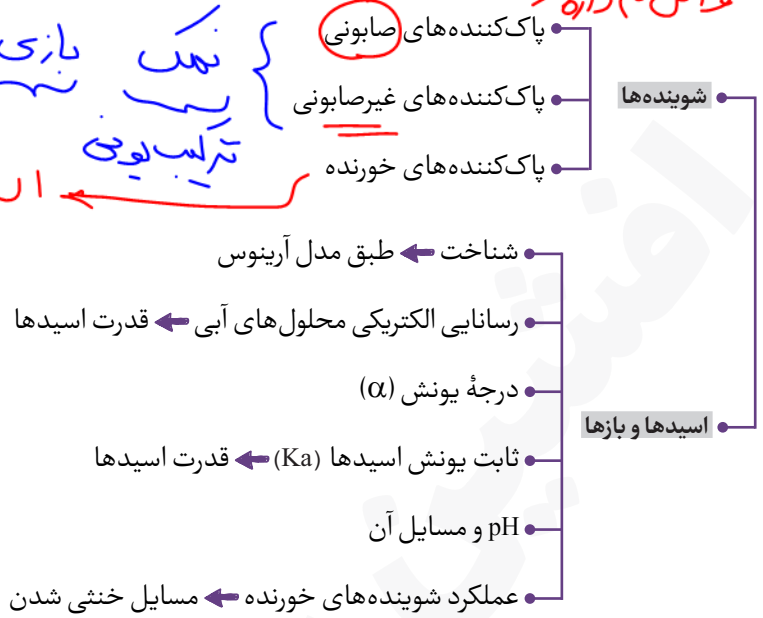 پاک‌کننده‌های صابونی
نمک بازی
شوینده‌ها
پاک‌کننده‌های غیرصابونی
ترکیب یونی
پاک‌کننده‌های خورنده
شناخت ← طبق مدل آرینوس
رسانایی الکتریکی محلول‌های آبی ← قدرت اسیدها
درجهٔ یونش (α)
اسیدها و بازها
ثابت یونش اسیدها (Ka) ← قدرت اسیدها
pH و مسایل آن
عملکرد شوینده‌های خورنده ← مسایل خنثی شدن